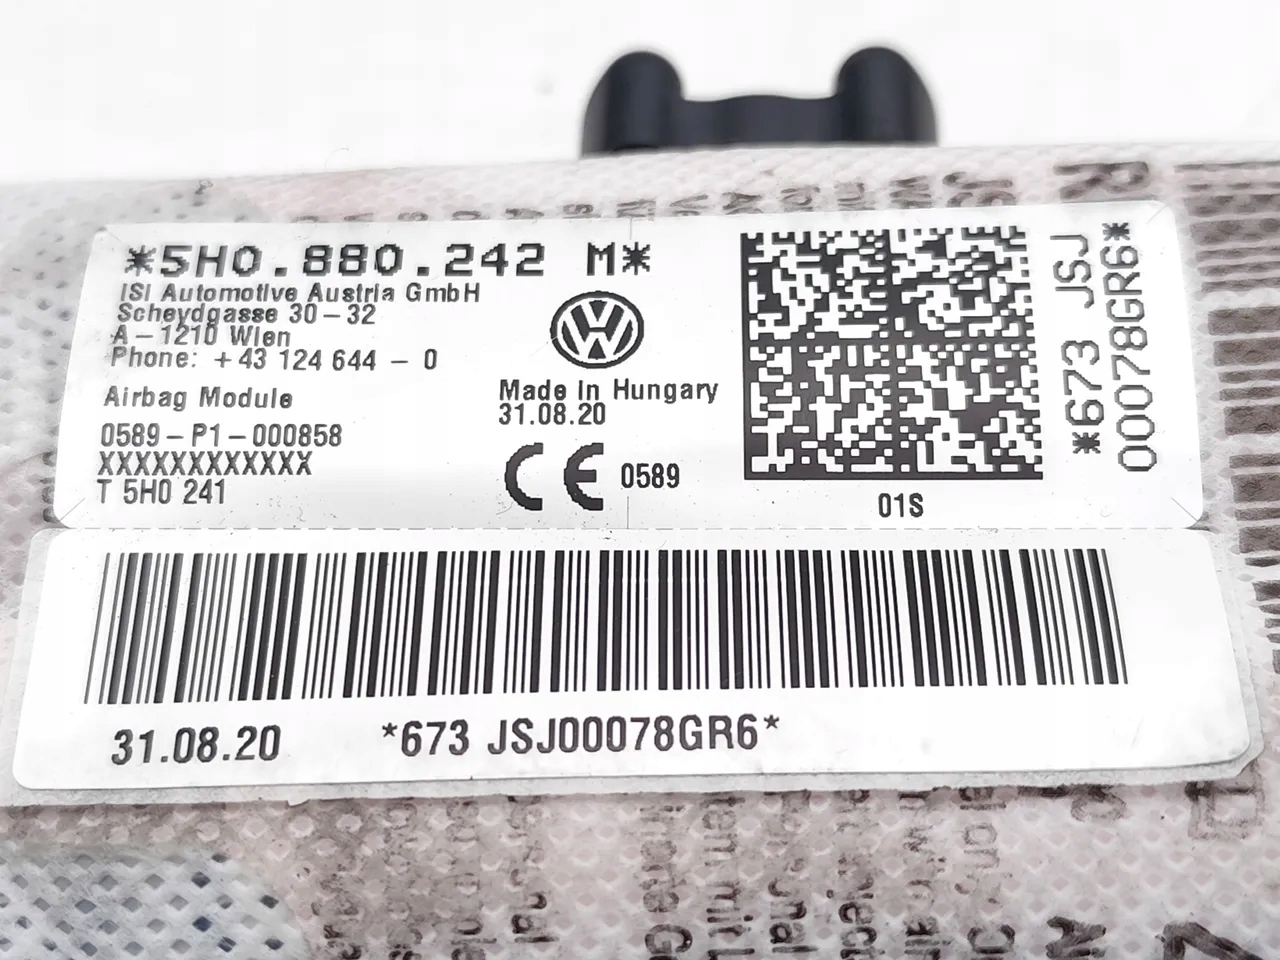 *5H0.880.242 M*
ISI Automotive Austria GmbH
Scheydgasse 30-32
A-1210 Wien
Phone: +43 124 644 - 0
Airbag Module
0589-P1-000858
XXXXXXXXXXXX
T 5H0 241
Made in Hungary
31.08.20
CE 0589
01S
*673 JSJ
00078GR6*
31.08.20 *673 JSJ00078GR6*